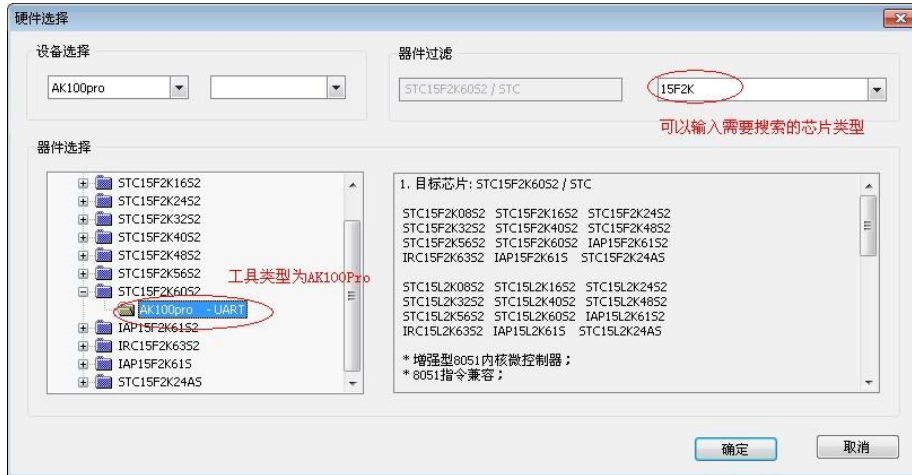 硬件选择
设备选择
AK100pro
器件过滤
STC15F2K60S2 / STC
15F2K
可以输入需要搜索的芯片类型
器件选择
STC15F2K16S2
STC15F2K24S2
STC15F2K32S2
STC15F2K40S2
STC15F2K48S2
STC15F2K56S2
工具类型为AK100Pro
STC15F2K60S2
AK100pro - UART
IAP15F2K61S2
IRC15F2K63S2
IAP15F2K61S
STC15F2K24AS
1. 目标芯片: STC15F2K60S2 / STC
STC15F2K08S2 STC15F2K16S2 STC15F2K24S2
STC15F2K32S2 STC15F2K40S2 STC15F2K48S2
STC15F2K56S2 STC15F2K60S2 IAP15F2K61S2
IRC15F2K63S2 IAP15F2K61S STC15F2K24AS
STC15L2K08S2 STC15L2K16S2 STC15L2K24S2
STC15L2K32S2 STC15L2K40S2 STC15L2K48S2
STC15L2K56S2 STC15L2K60S2 IAP15L2K61S2
IRC15L2K63S2 IAP15L2K61S STC15L2K24AS
* 增强型8051内核微控制器；
* 8051指令兼容；
确定
取消